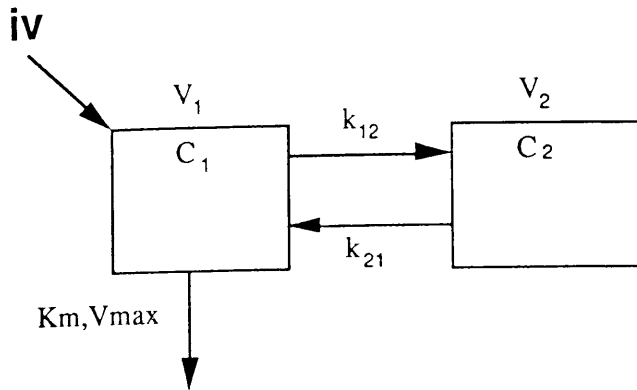 iv
V₁
V₂
k₁₂
C₁
C₂
k₂₁
Km,Vmax